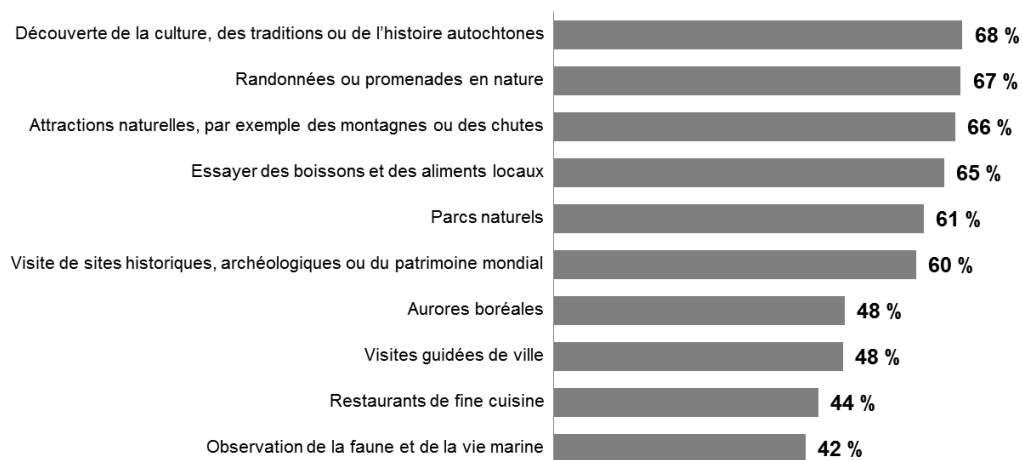 Découverte de la culture, des traditions ou de l’histoire autochtones 68 %
Randonnées ou promenades en nature 67 %
Attractions naturelles, par exemple des montagnes ou des chutes 66 %
Essayer des boissons et des aliments locaux 65 %
Parcs naturels 61 %
Visite de sites historiques, archéologiques ou du patrimoine mondial 60 %
Aurores boréales 48 %
Visites guidées de ville 48 %
Restaurants de fine cuisine 44 %
Observation de la faune et de la vie marine 42 %